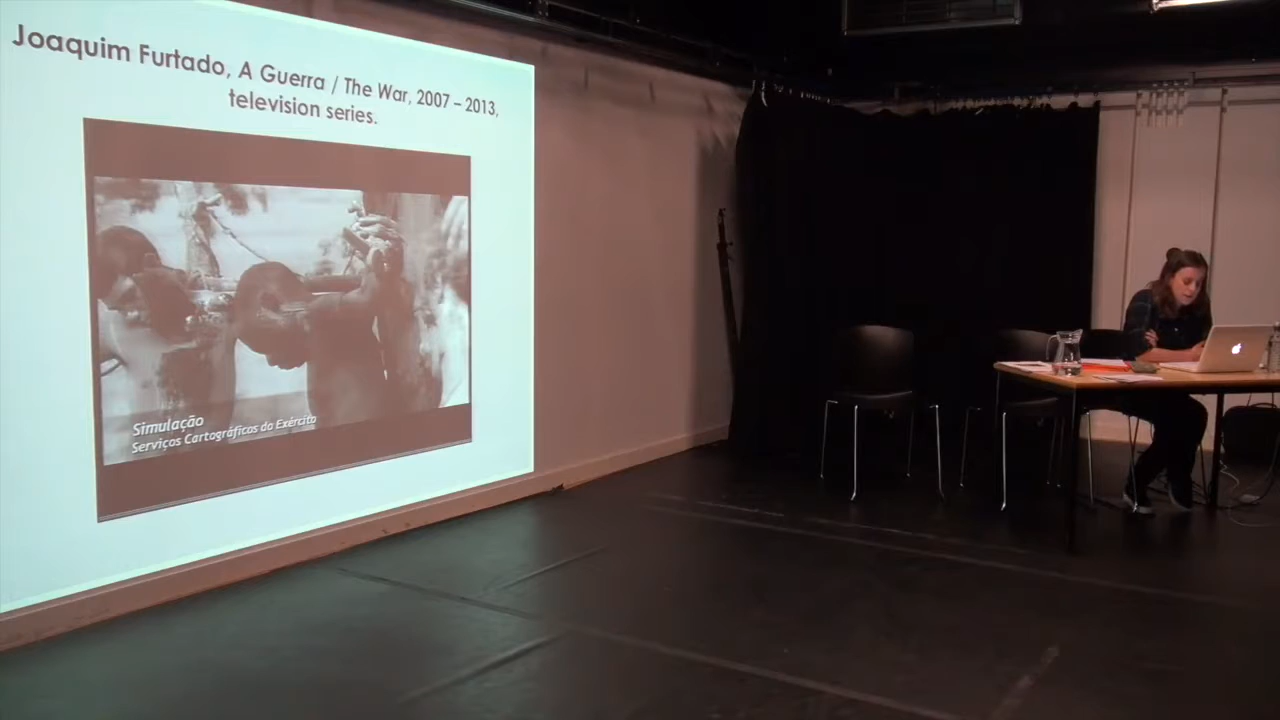 Joaquim Furtado, A Guerra / The War, 2007 – 2013,
television series.
Simulação
Serviços Cartográficos do Exército